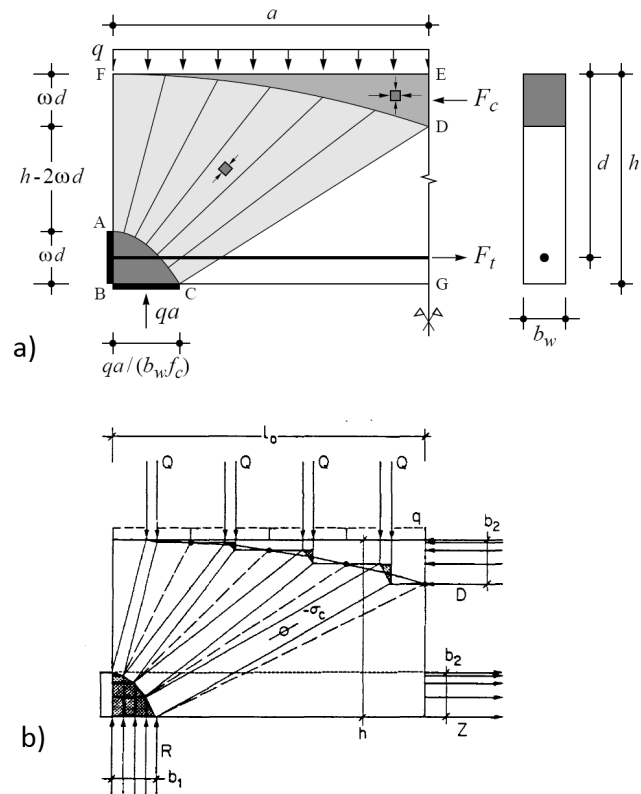 a
q
F
E
ωd
F_c
D
d
h
h-2ωd
A
ωd
F_t
B
C
G
qa
b_w
a)
qa/(b_w f_c)
l_o
Q
Q
Q
Q
q
b_2
D
-σ_c
b_2
h
Z
R
b)
b_1